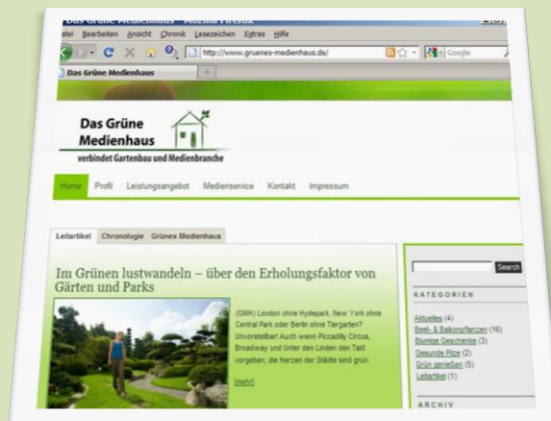 Das Grüne Medienhaus - Mozilla Firefox
atei Bearbeiten Ansicht Chronik Lesezeichen Extras Hilfe
http://www.gruenes-medienhaus.de/
Google
Das Grüne Medienhaus
Das Grüne
Medienhaus
verbindet Gartenbau und Medienbranche
Home Profil Leistungsangebot Medienservice Kontakt Impressum
Leitartikel Chronologie Grünes Medienhaus
Im Grünen lustwandeln – über den Erholungsfaktor von
Gärten und Parks
(GMH) London ohne Hydepark, New York ohne
Central Park oder Berlin ohne Tiergarten?
Unvorstellbar! Auch wenn Piccadilly Circus,
Broadway und Unter den Linden den Takt
vorgeben, die Herzen der Städte sind grün.
[mehr]
Search
KATEGORIEN
Aktuelles (4)
Beet- & Balkonpflanzen (16)
Blumige Geschenke (3)
Gesunde Pilze (2)
Grün genießen (5)
Leitartikel (1)
ARCHIV